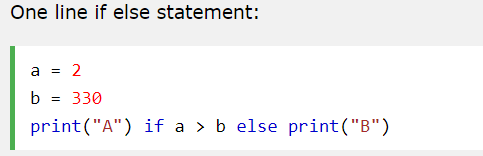 One line if else statement:
a = 2
b = 330
print("A") if a > b else print("B")